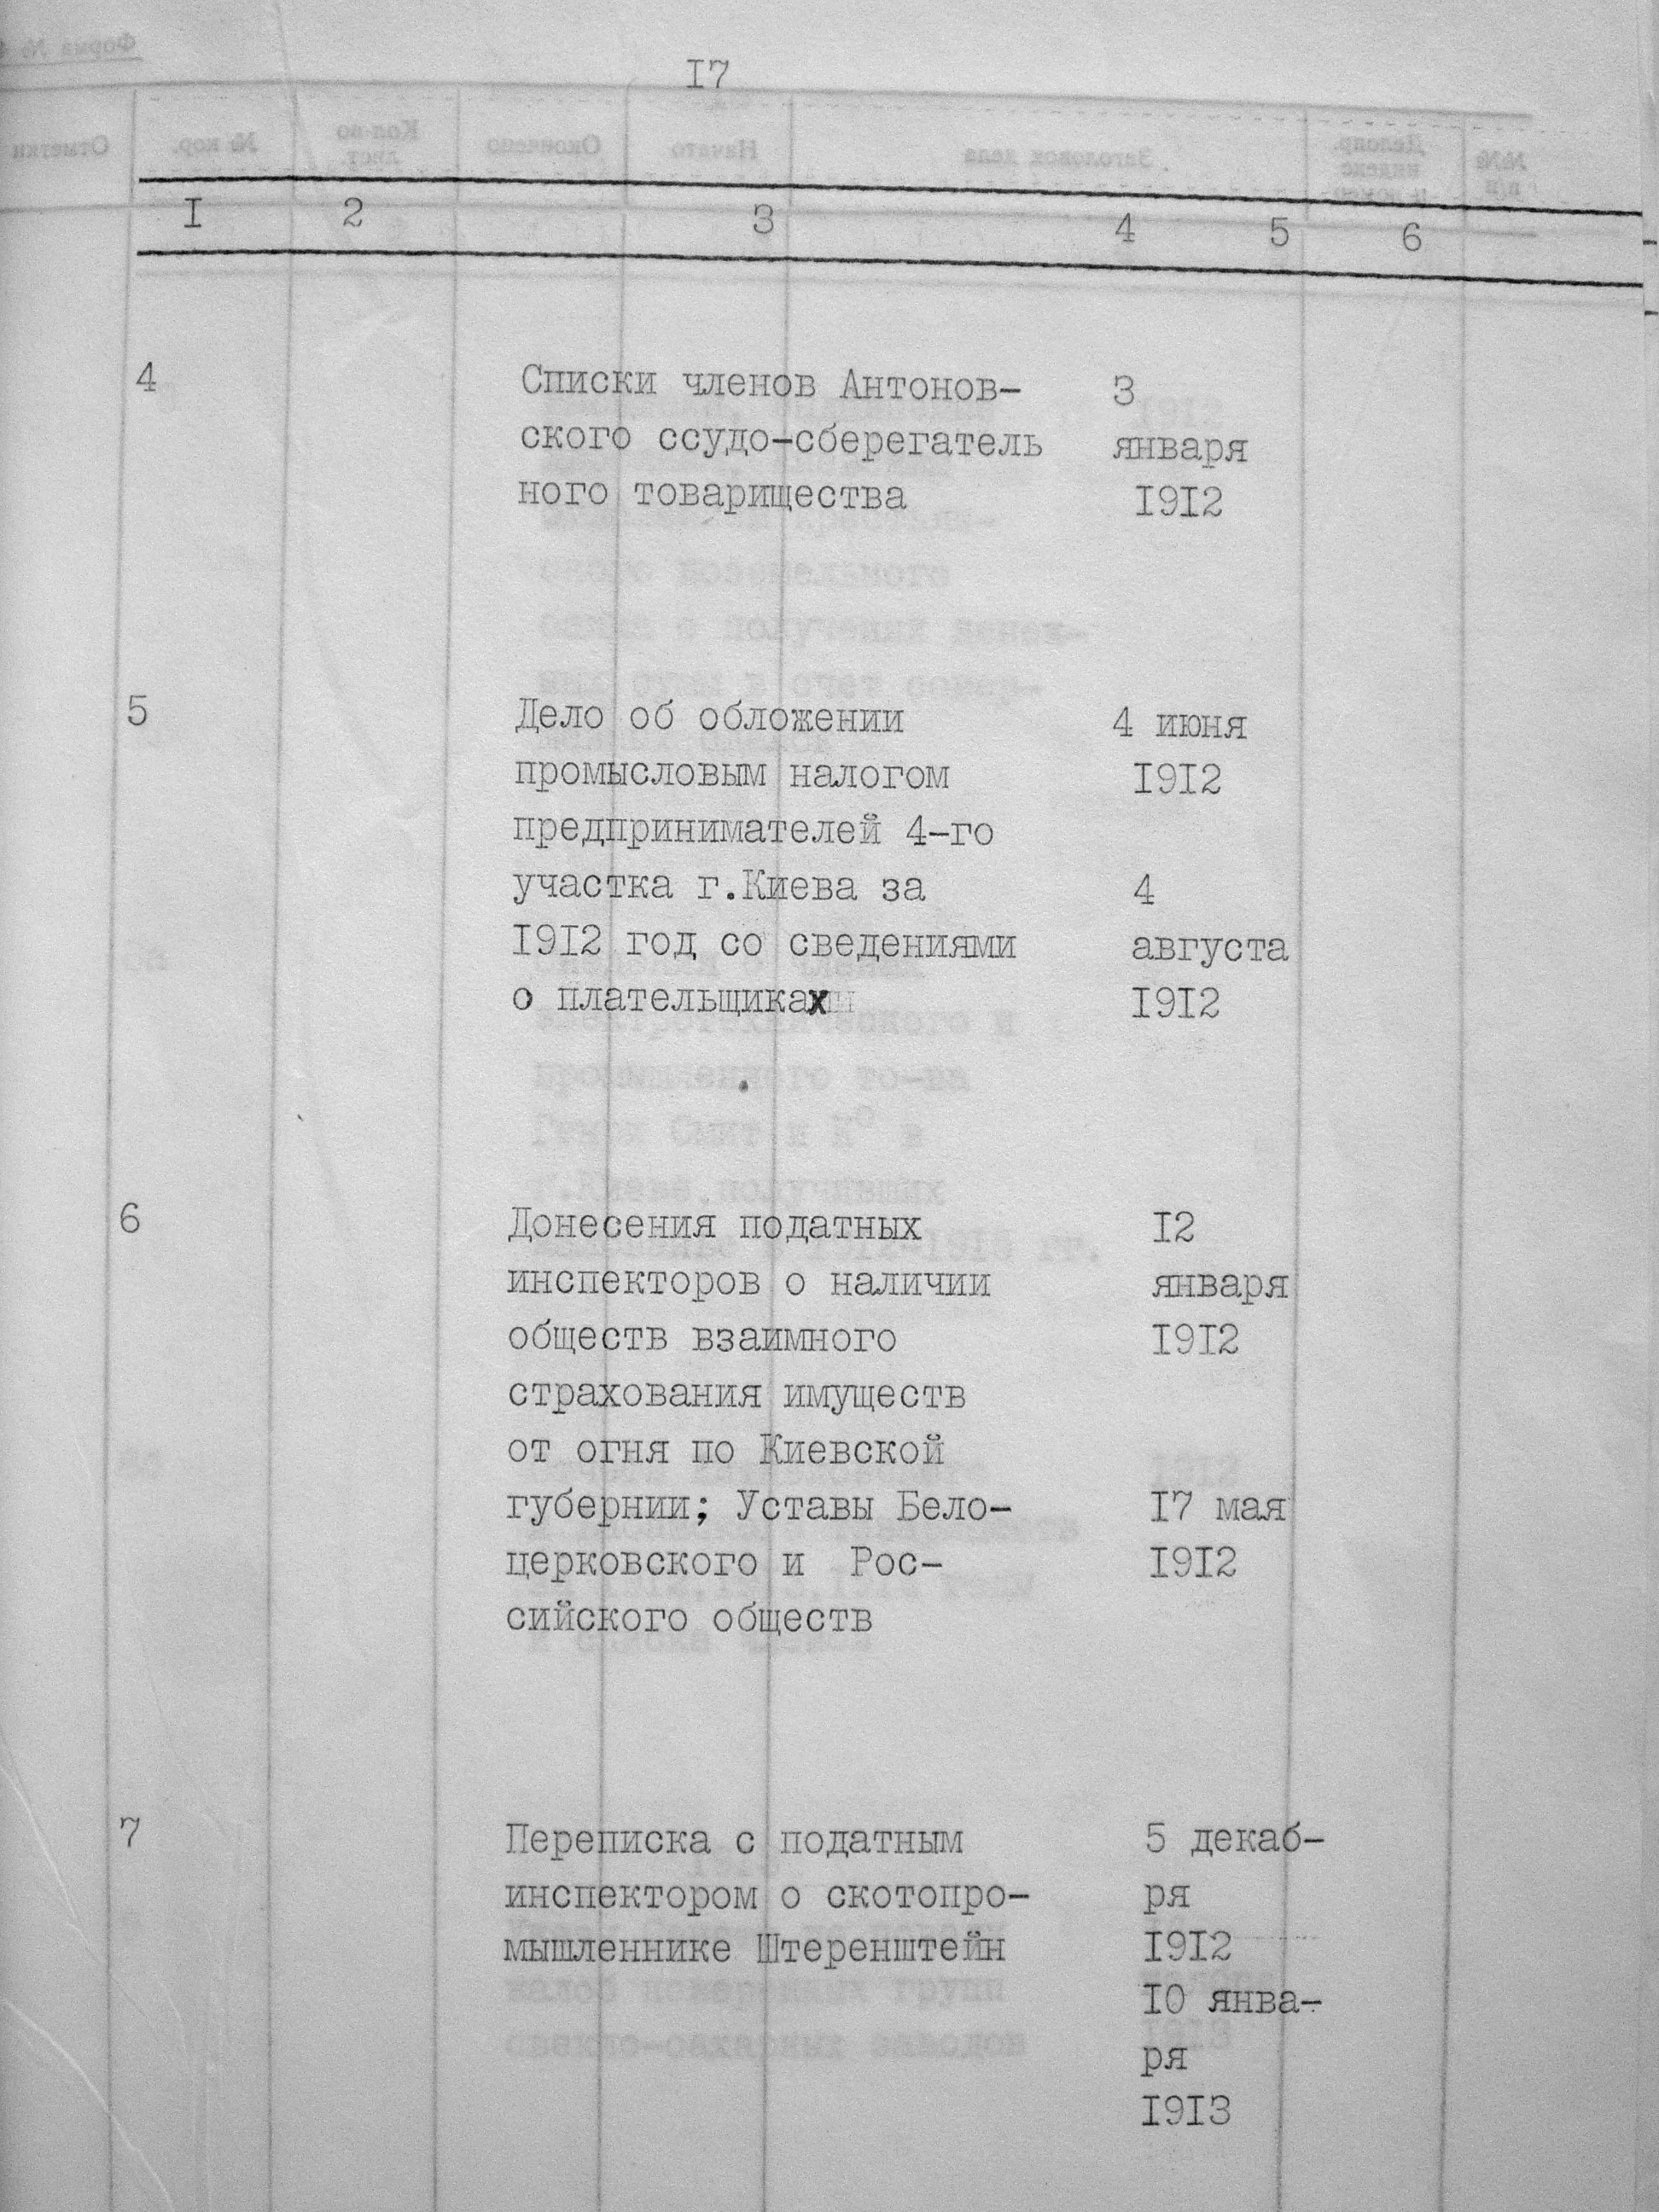 17
I 2 3 4 5 6
4 Списки членов Антонов- 3
ского ссудо-сберегатель января
ного товарищества I9I2
5 Дело об обложении 4 июня
промысловым налогом I9I2
предпринимателей 4-го
участка г.Киева за 4
I9I2 год со сведениями августа
о плательщиках I9I2
6 Донесения податных I2
инспекторов о наличии января
обществ взаимного I9I2
страхования имуществ
от огня по Киевской
губернии; Уставы Бело- I7 мая
церковского и Рос- I9I2
сийского обществ
7 Переписка с податным 5 декаб-
инспектором о скотопро- ря
мышленнике Штеренштейн I9I2
I0 янва-
ря
I9I3